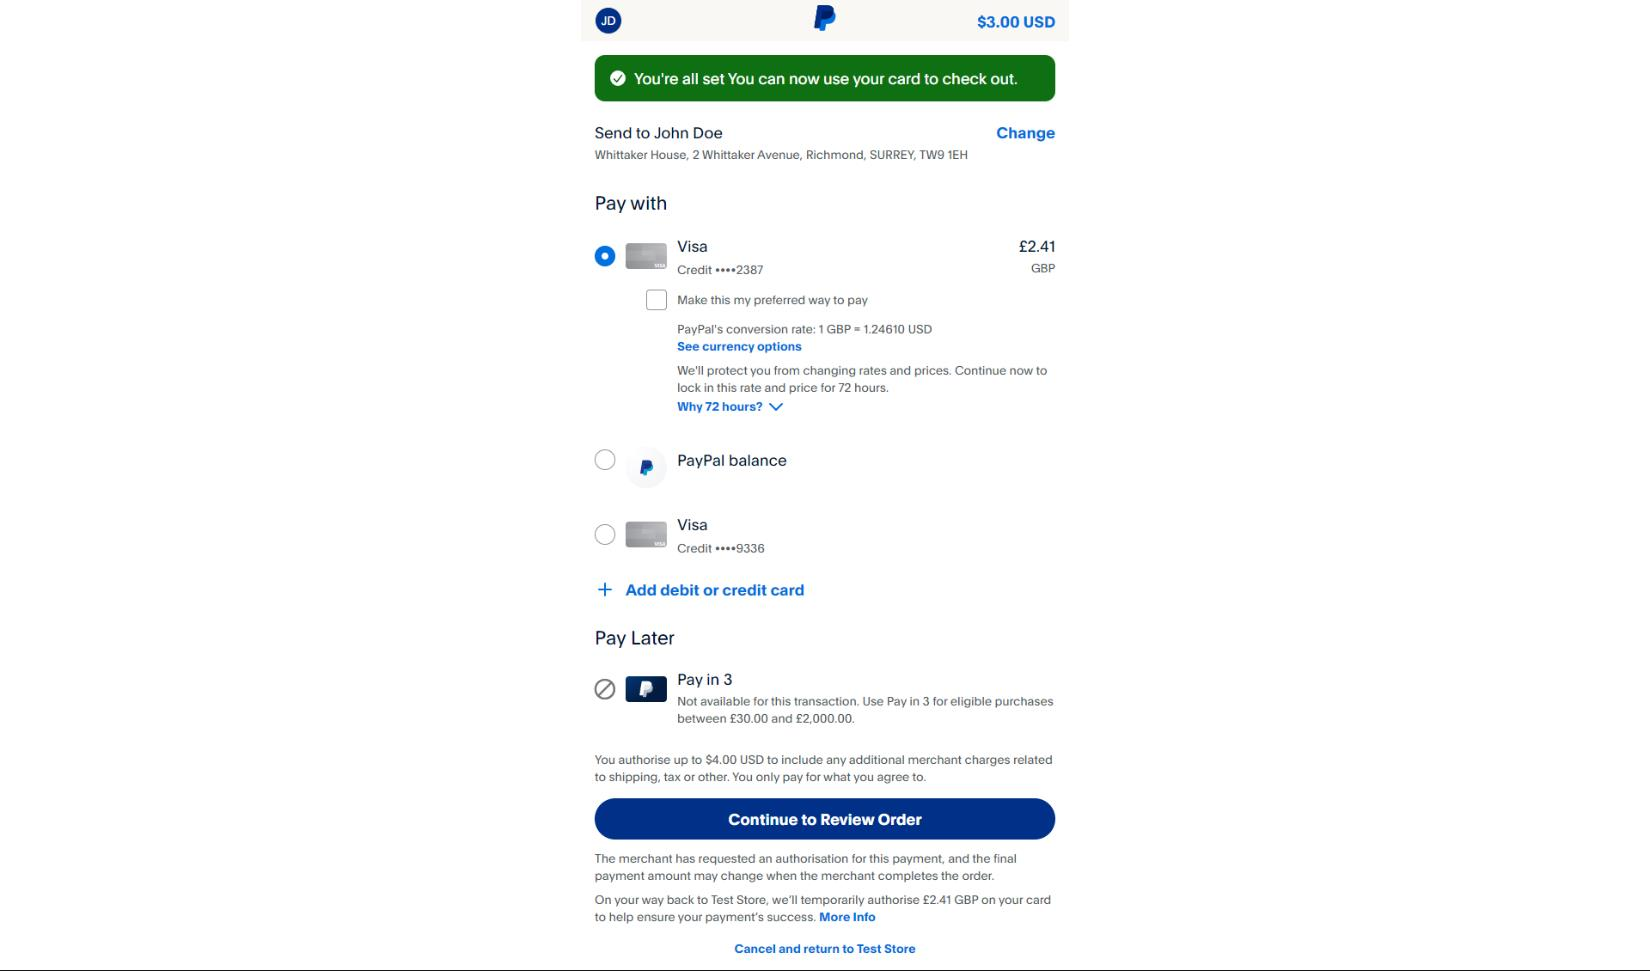 JD
$3.00 USD
You're all set You can now use your card to check out.
Send to John Doe
Change
Whittaker House, 2 Whittaker Avenue, Richmond, SURREY, TW9 1EH
Pay with
Visa
£2.41
Credit ••••2387
GBP
Make this my preferred way to pay
PayPal's conversion rate: 1 GBP = 1.24610 USD
See currency options
We'll protect you from changing rates and prices. Continue now to
lock in this rate and price for 72 hours.
Why 72 hours?
PayPal balance
Visa
VISA
Credit ••••9336
+ Add debit or credit card
Pay Later
Pay in 3
Not available for this transaction. Use Pay in 3 for eligible purchases
between £30.00 and £2,000.00.
You authorise up to $4.00 USD to include any additional merchant charges related
to shipping, tax or other. You only pay for what you agree to.
Continue to Review Order
The merchant has requested an authorisation for this payment, and the final
payment amount may change when the merchant completes the order.
On your way back to Test Store, we'll temporarily authorise £2.41 GBP on your card
to help ensure your payment's success. More Info
Cancel and return to Test Store